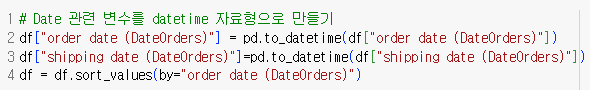 1 # Date 관련 변수를 datetime 자료형으로 만들기
2 df["order date (DateOrders)"] = pd.to_datetime(df["order date (DateOrders)"])
3 df["shipping date (DateOrders)"]=pd.to_datetime(df["shipping date (DateOrders)"])
4 df = df.sort_values(by="order date (DateOrders)")